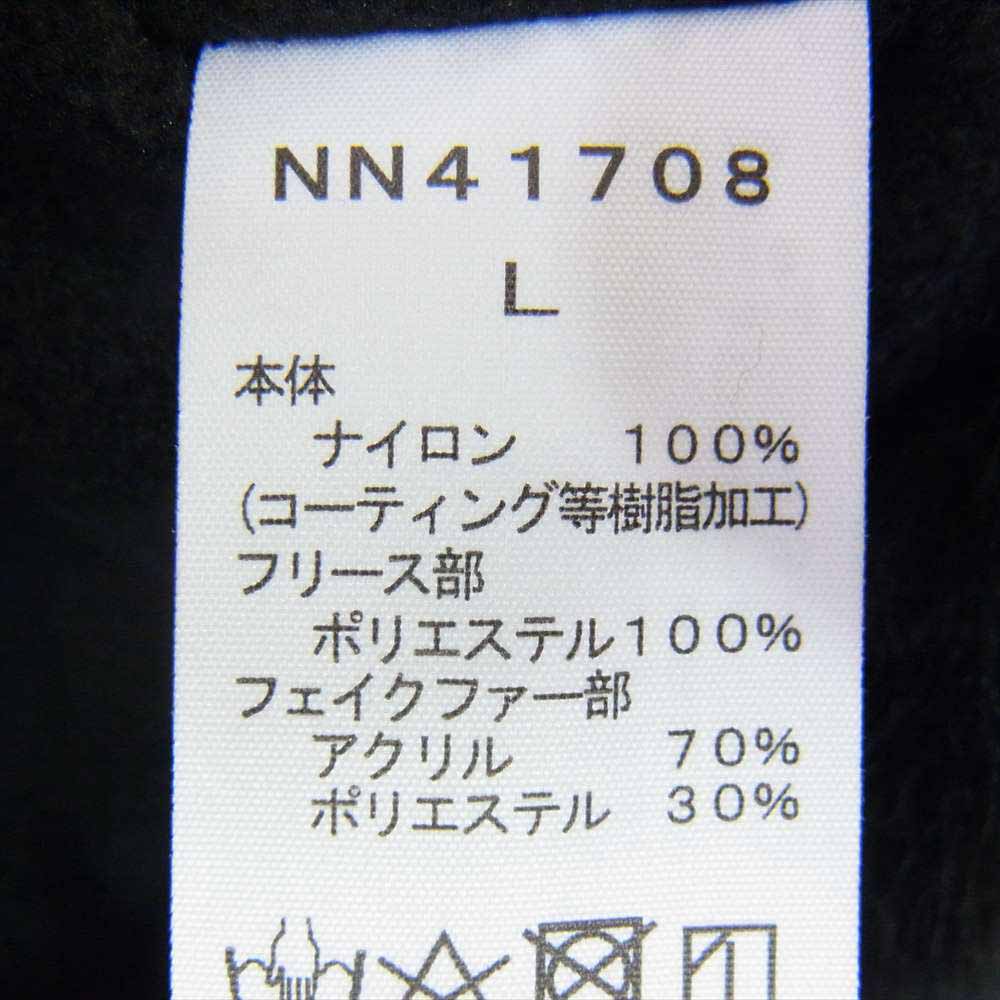 NN41708
L
本体
ナイロン 100%
(コーティング等樹脂加工)
フリース部
ポリエステル100%
フェイクファー部
アクリル 70%
ポリエステル 30%